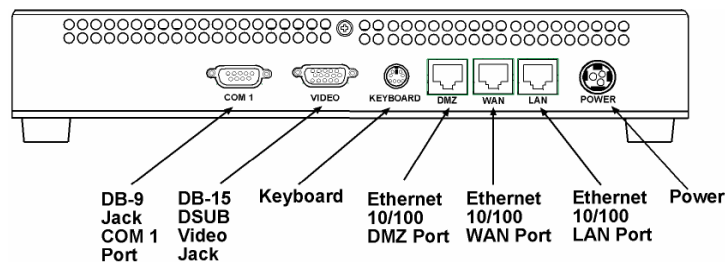 COM 1
VIDEO
KEYBOARD
DMZ
WAN
LAN
POWER
DB-9
Jack
COM 1
Port
DB-15
DSUB
Video
Jack
Keyboard
Ethernet
10/100
DMZ Port
Ethernet
10/100
WAN Port
Ethernet
10/100
LAN Port
Power